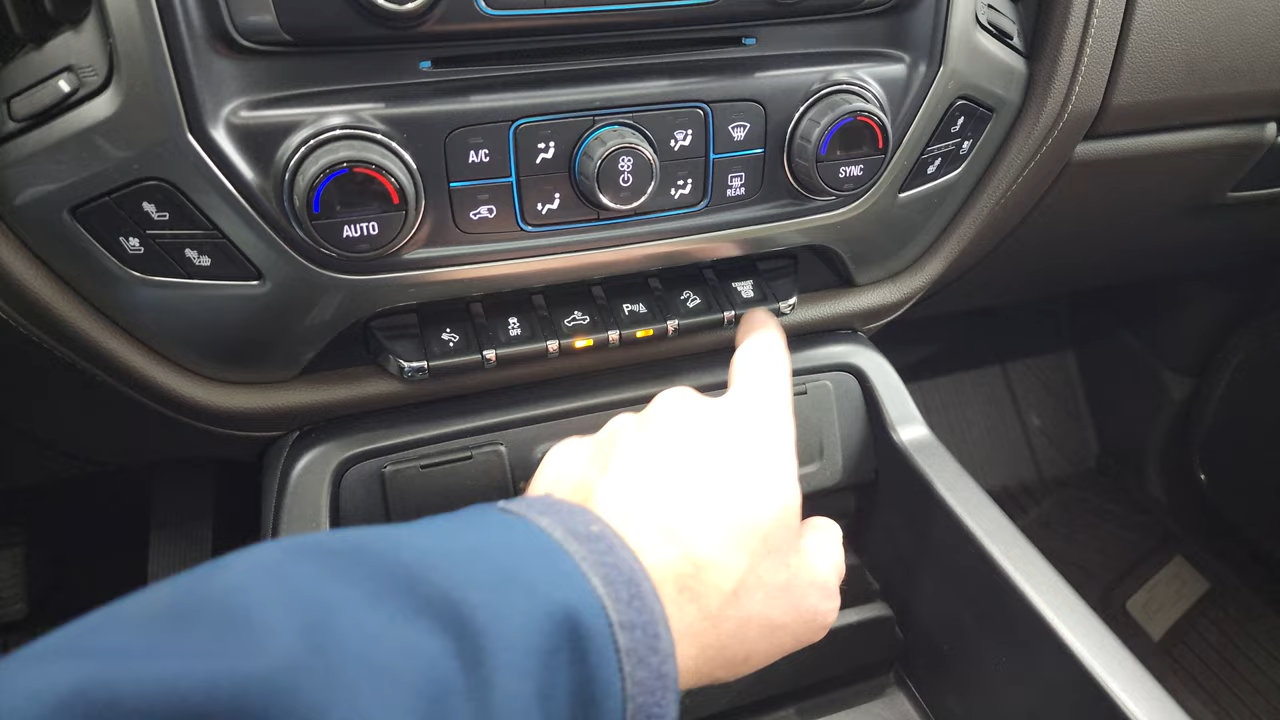 A/C
REAR
SYNC
AUTO
OFF
P
EXHAUST
BRAKE